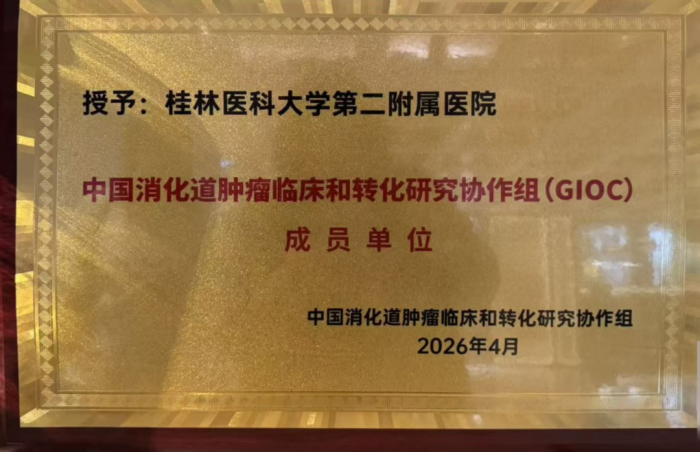 授予：桂林医科大学第二附属医院
中国消化道肿瘤临床和转化研究协作组（GIOC）
成员单位
中国消化道肿瘤临床和转化研究协作组
2026年4月